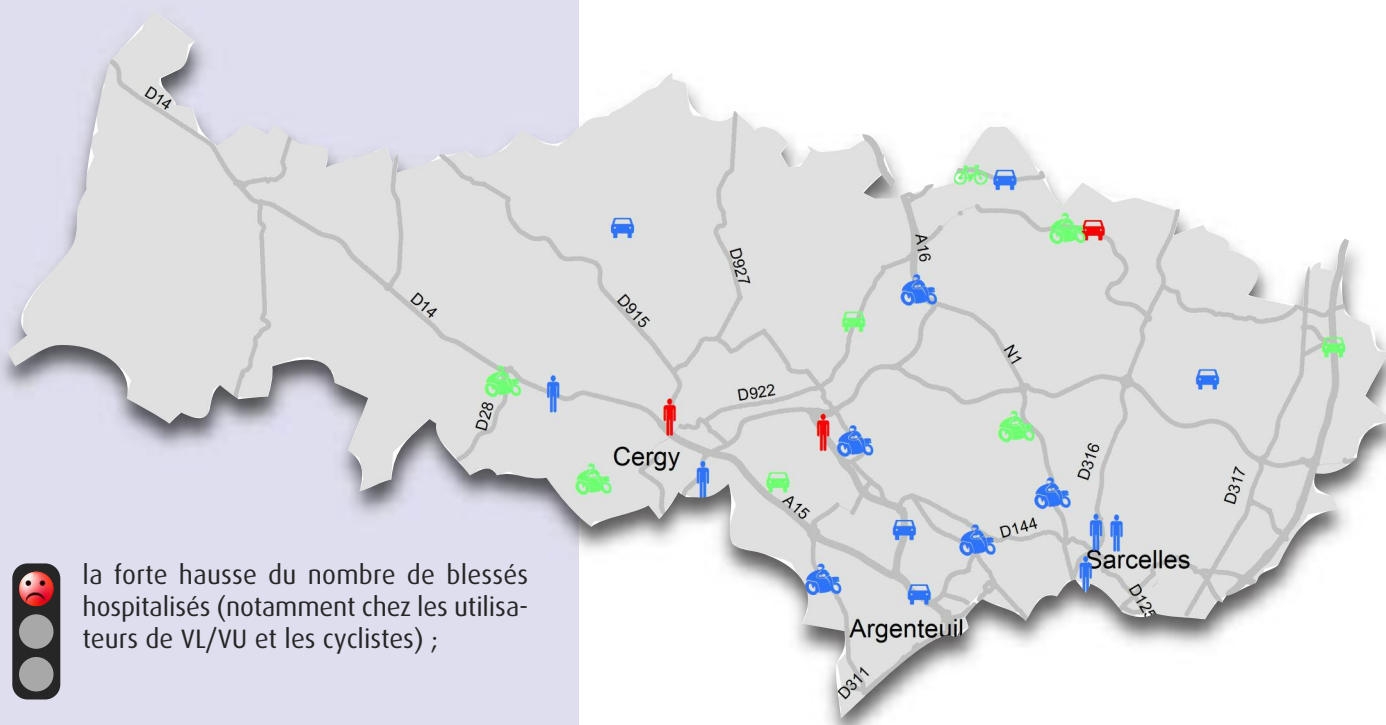 D14
A16
D927
D14
D915
N1
D922
D28
Cergy
D316
D317
A15
D144
Sarcelles
la forte hausse du nombre de blessés
hospitalisés (notamment chez les utilisa-
teurs de VL/VU et les cyclistes) ;
D125
Argenteuil
D311